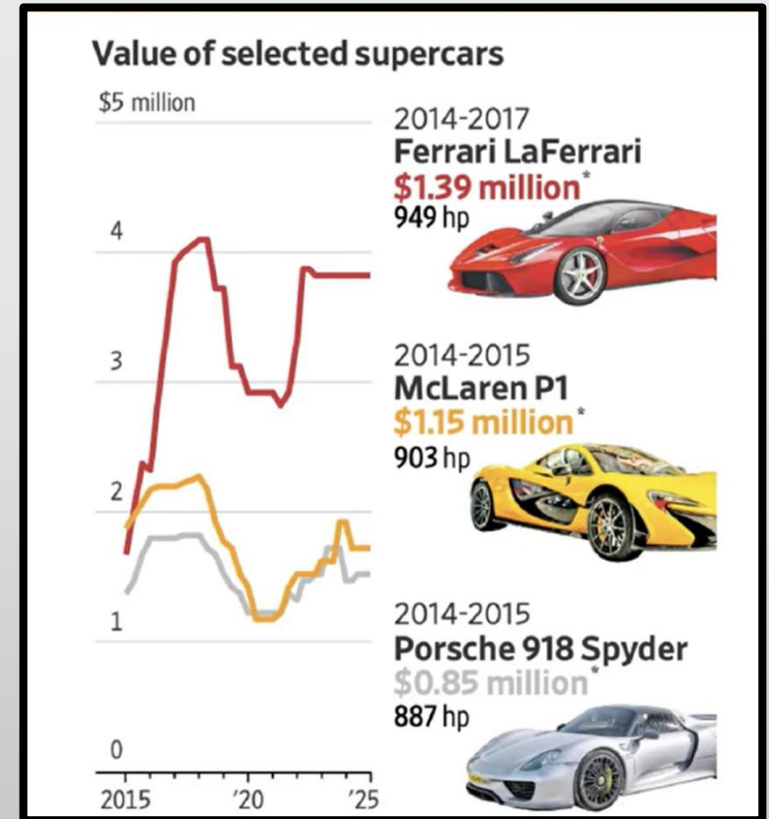 Value of selected supercars
$5 million
4
3
2
1
0
2015 '20 '25
2014-2017
Ferrari LaFerrari
$1.39 million*
949 hp
2014-2015
McLaren P1
$1.15 million*
903 hp
2014-2015
Porsche 918 Spyder
$0.85 million*
887 hp